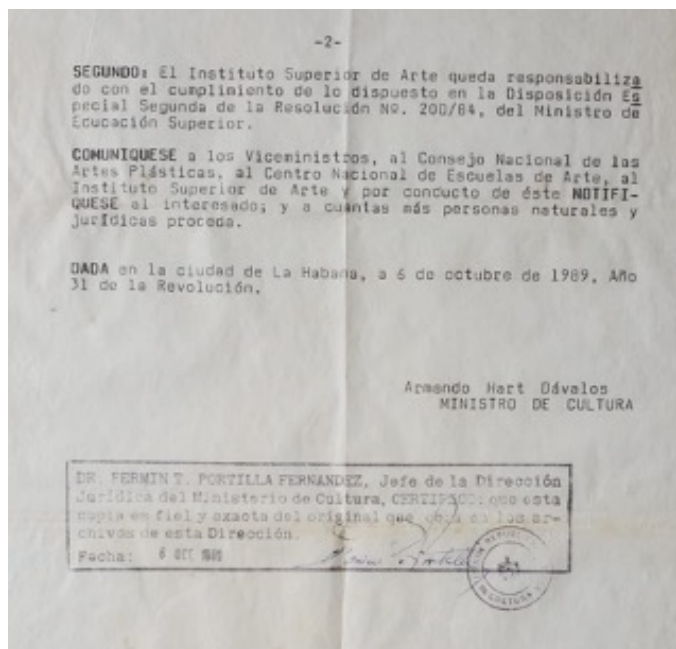 -2-
SEGUNDO: El Instituto Superior de Arte queda responsabiliza
do con el cumplimiento de lo dispuesto en la Disposición Es
pecial Segunda de la Resolución Nº. 200/84, del Ministro de
Educación Superior.
COMUNIQUESE a los Viceministros, al Consejo Nacional de las
Artes Plásticas, al Centro Nacional de Escuelas de Arte, al
Instituto Superior de Arte y por conducto de éste NOTIFI-
QUESE al interesado; y a cuantas más personas naturales y
jurídicas proceda.
DADA en la ciudad de La Habana, a 6 de octubre de 1989, Año
31 de la Revolución.
Armando Hart Dávalos
MINISTRO DE CULTURA
DR. FERMIN T. PORTILLA FERNANDEZ, Jefe de la Dirección
Jurídica del Ministerio de Cultura, CERTIFICO: que esta
copia es fiel y exacta del original que obra en los ar-
chivos de esta Dirección.
Fecha: 6 OCT 1989
CULTURA